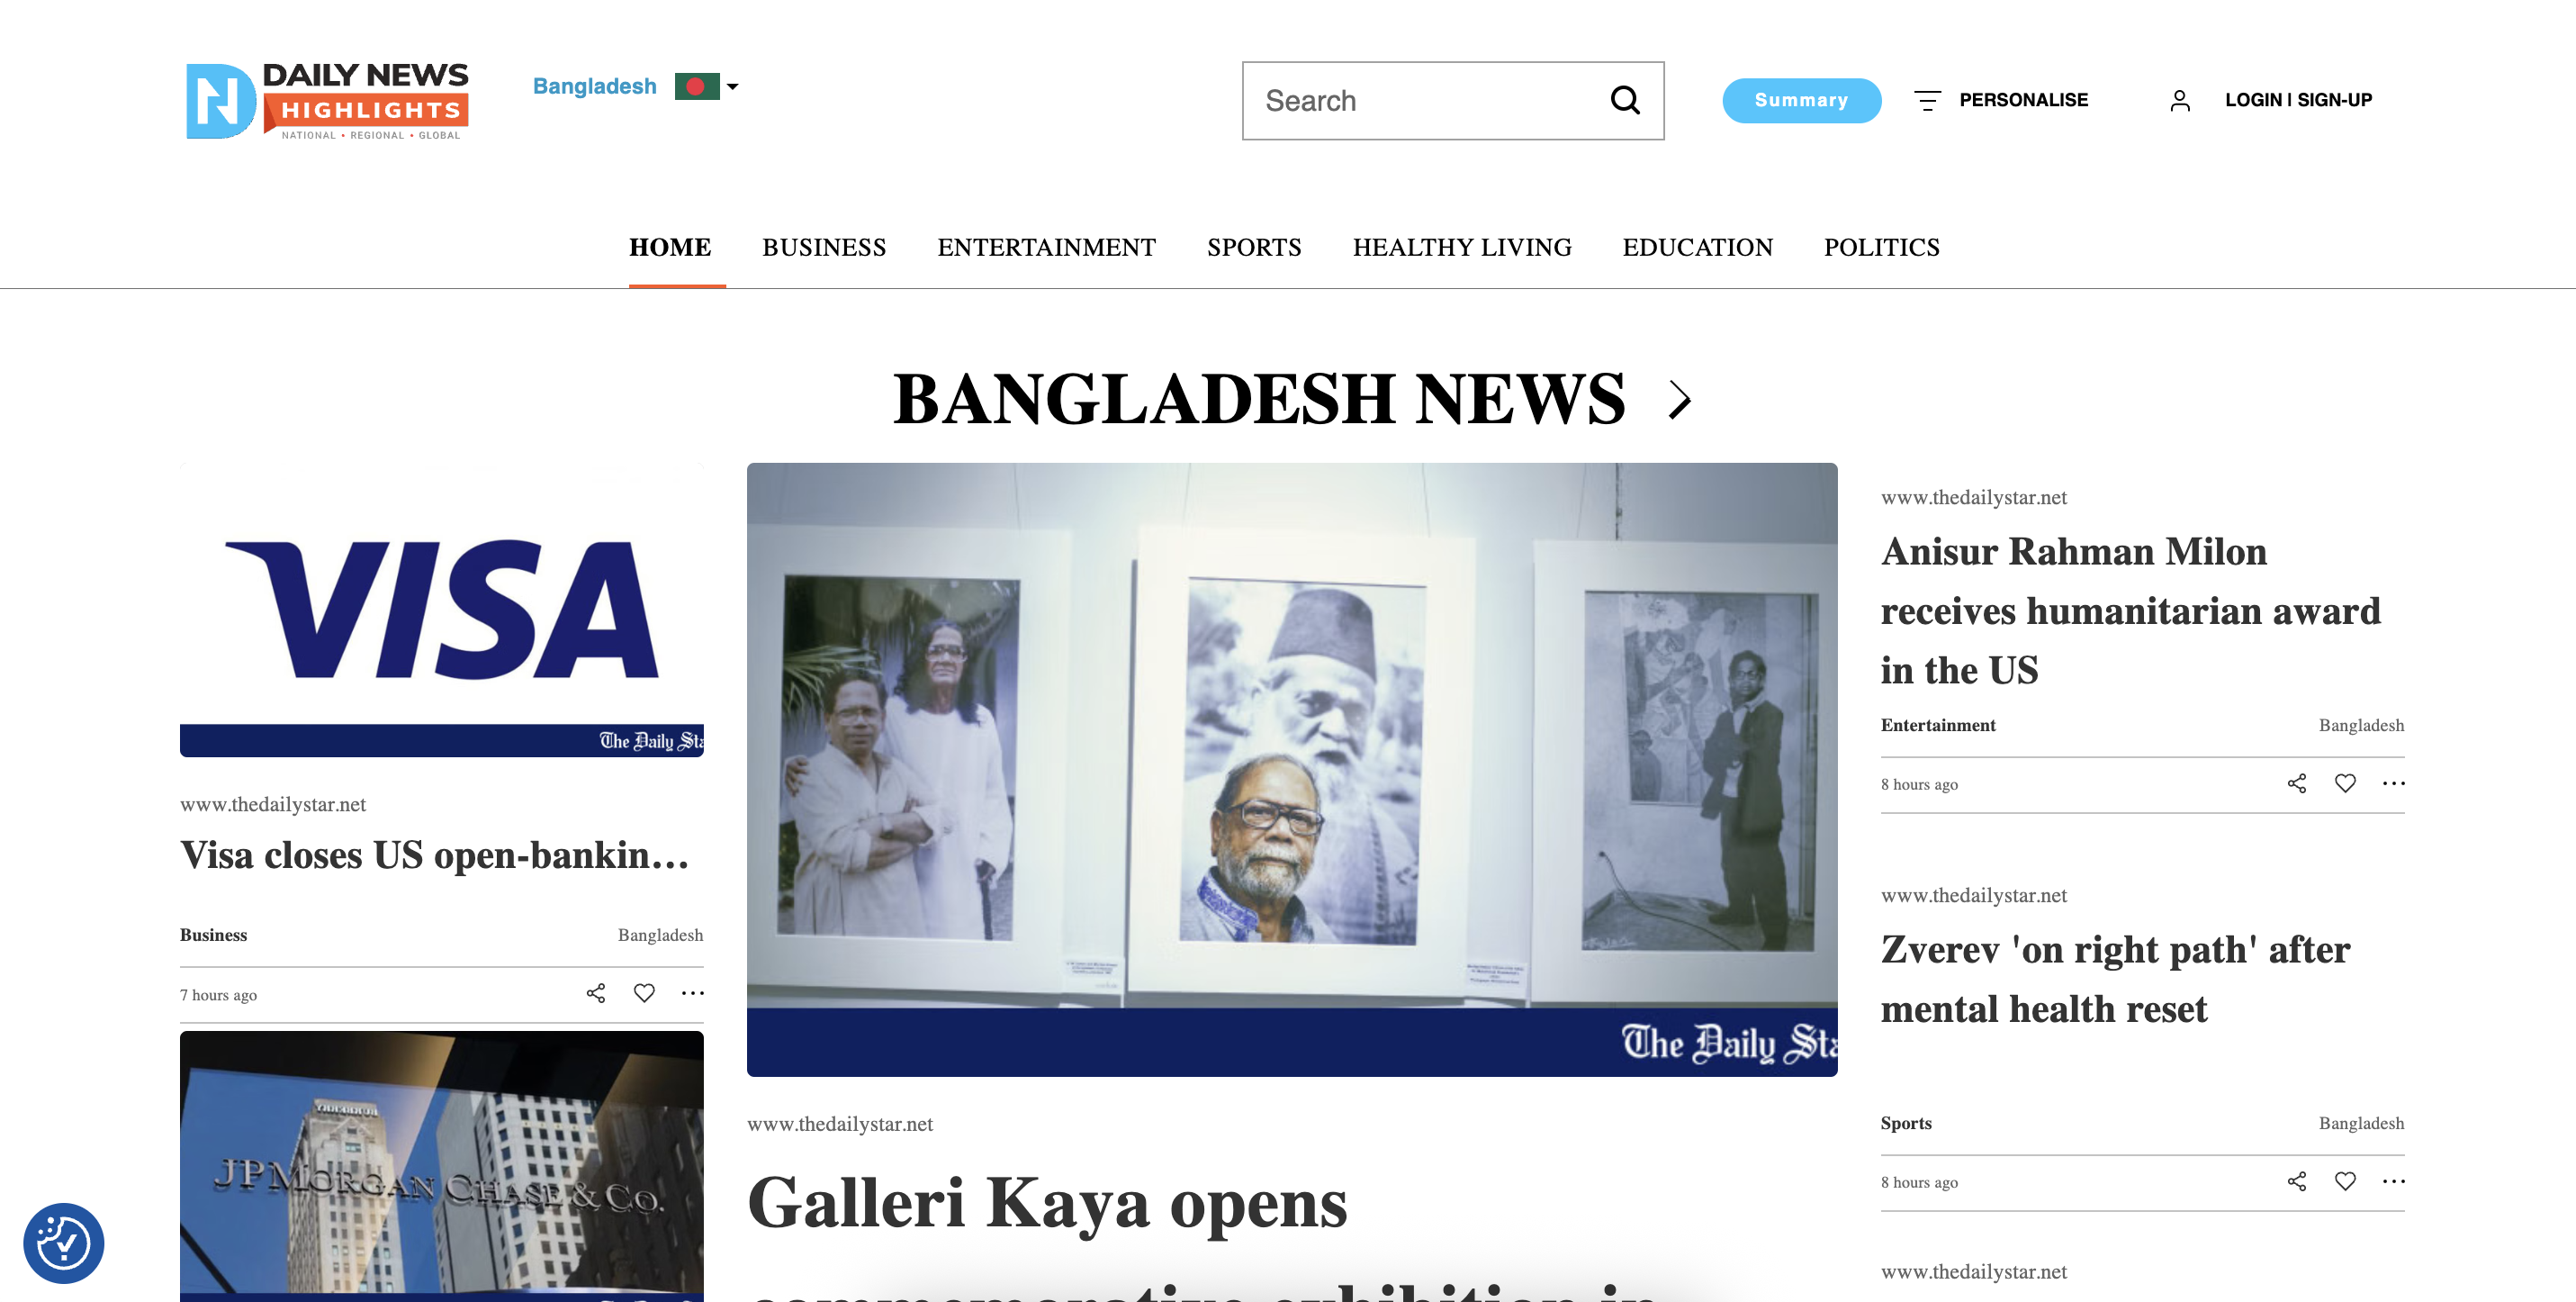 DAILY NEWS
HIGHLIGHTS
NATIONAL • REGIONAL • GLOBAL
Bangladesh
Search
Summary
PERSONALISE
LOGIN | SIGN-UP
HOME
BUSINESS
ENTERTAINMENT
SPORTS
HEALTHY LIVING
EDUCATION
POLITICS
BANGLADESH NEWS
VISA
The Daily Sta
www.thedailystar.net
Visa closes US open-bankin...
Business
Bangladesh
7 hours ago
JPMORGAN CHASE & CO.
The Daily Sta
www.thedailystar.net
Galleri Kaya opens
commemorative exhibition in
www.thedailystar.net
Anisur Rahman Milon
receives humanitarian award
in the US
Entertainment
Bangladesh
8 hours ago
www.thedailystar.net
Zverev 'on right path' after
mental health reset
Sports
Bangladesh
8 hours ago
www.thedailystar.net